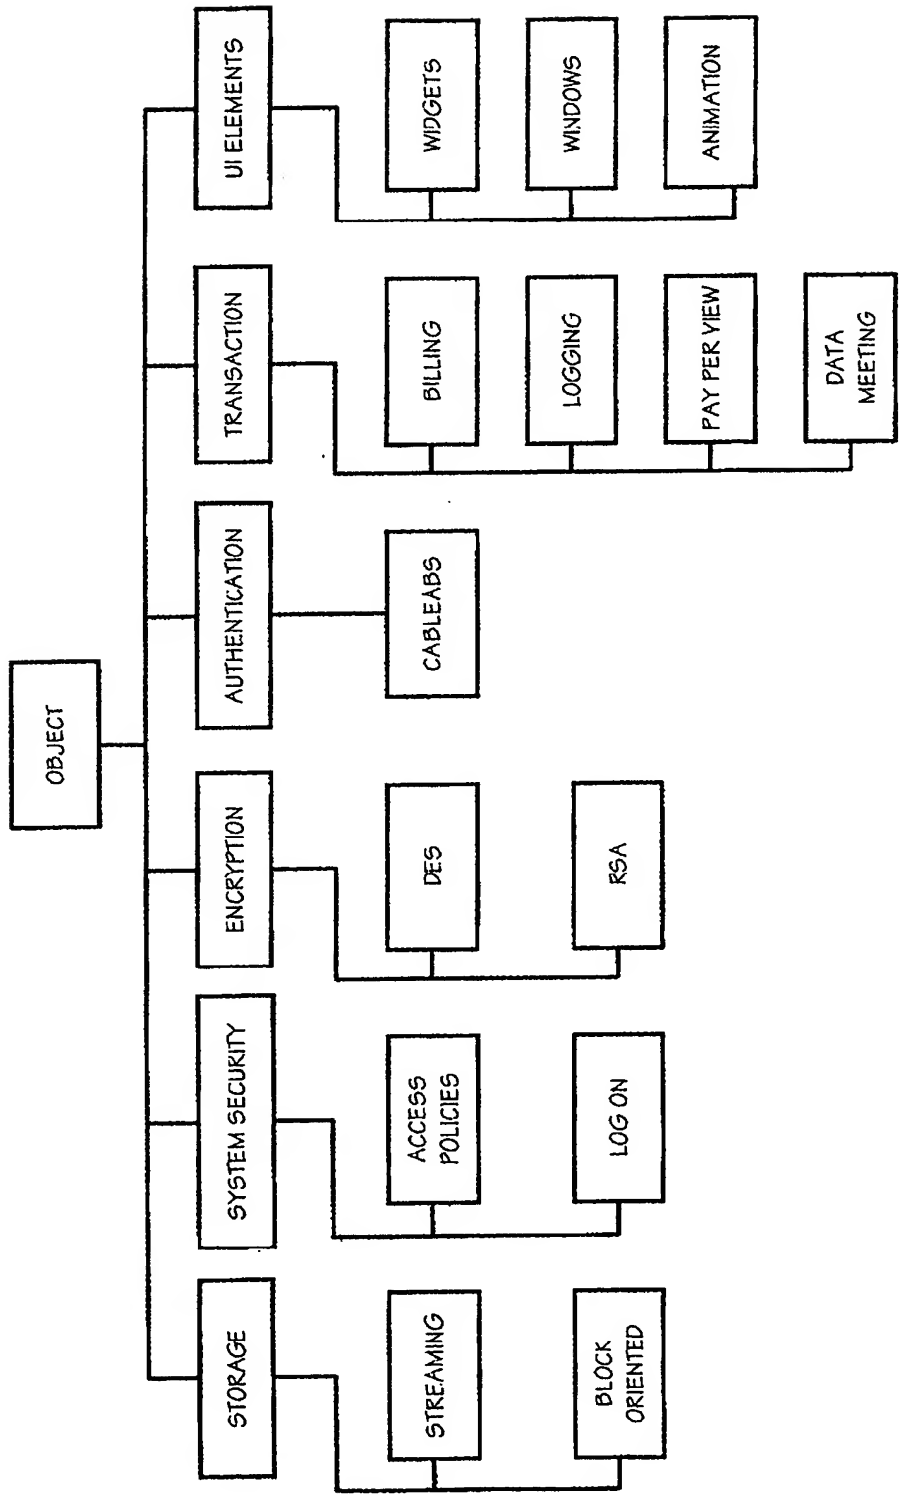 OBJECT
STORAGE
SYSTEM SECURITY
ENCRYPTION
AUTHENTICATION
TRANSACTION
UI ELEMENTS
STREAMING
BLOCK
ORIENTED
ACCESS
POLICIES
LOG ON
DES
RSA
CABLEABS
BILLING
LOGGING
PAY PER VIEW
DATA
MEETING
WIDGETS
WINDOWS
ANIMATION